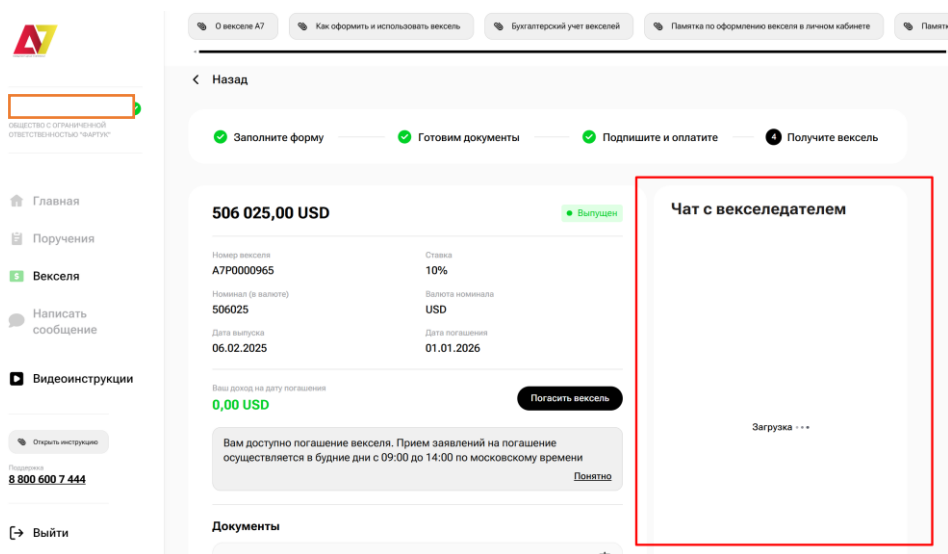 О векселе А7
Как оформить и использовать вексель
Бухгалтерский учет векселей
Памятка по оформлению векселя в личном кабинете
Памятк
А7
Назад
ОБЩЕСТВО С ОГРАНИЧЕННОЙ
ОТВЕТСТВЕННОСТЬЮ "ФАРТУК"
Заполните форму
Готовим документы
Подпишите и оплатите
4 Получите вексель
Главная
Поручения
Векселя
Написать
сообщение
Видеоинструкции
Открыть инструкцию
Поддержка
8 800 600 7 444
Выйти
506 025,00 USD
Выпущен
Номер векселя
A7P0000965
Ставка
10%
Номинал (в валюте)
506025
Валюта номинала
USD
Дата выпуска
06.02.2025
Дата погашения
01.01.2026
Ваш доход на дату погашения
0,00 USD
Погасить вексель
Вам доступно погашение векселя. Прием заявлений на погашение
осуществляется в будние дни с 09:00 до 14:00 по московскому времени
Понятно
Документы
Чат с векселедателем
Загрузка